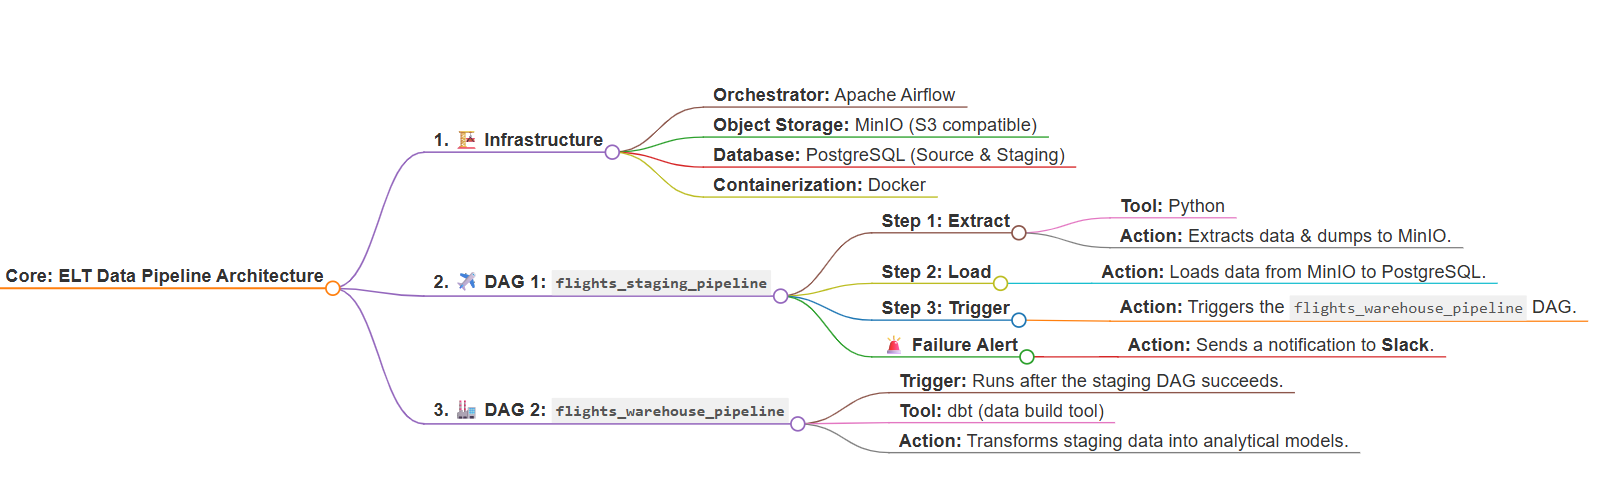 Core: ELT Data Pipeline Architecture
1. 🏗️ Infrastructure
Orchestrator: Apache Airflow
Object Storage: MinIO (S3 compatible)
Database: PostgreSQL (Source & Staging)
Containerization: Docker
2. ✈️ DAG 1: flights_staging_pipeline
Step 1: Extract
Tool: Python
Action: Extracts data & dumps to MinIO.
Step 2: Load
Action: Loads data from MinIO to PostgreSQL.
Step 3: Trigger
Action: Triggers the flights_warehouse_pipeline DAG.
🚨 Failure Alert
Action: Sends a notification to Slack.
3. 🏭 DAG 2: flights_warehouse_pipeline
Trigger: Runs after the staging DAG succeeds.
Tool: dbt (data build tool)
Action: Transforms staging data into analytical models.